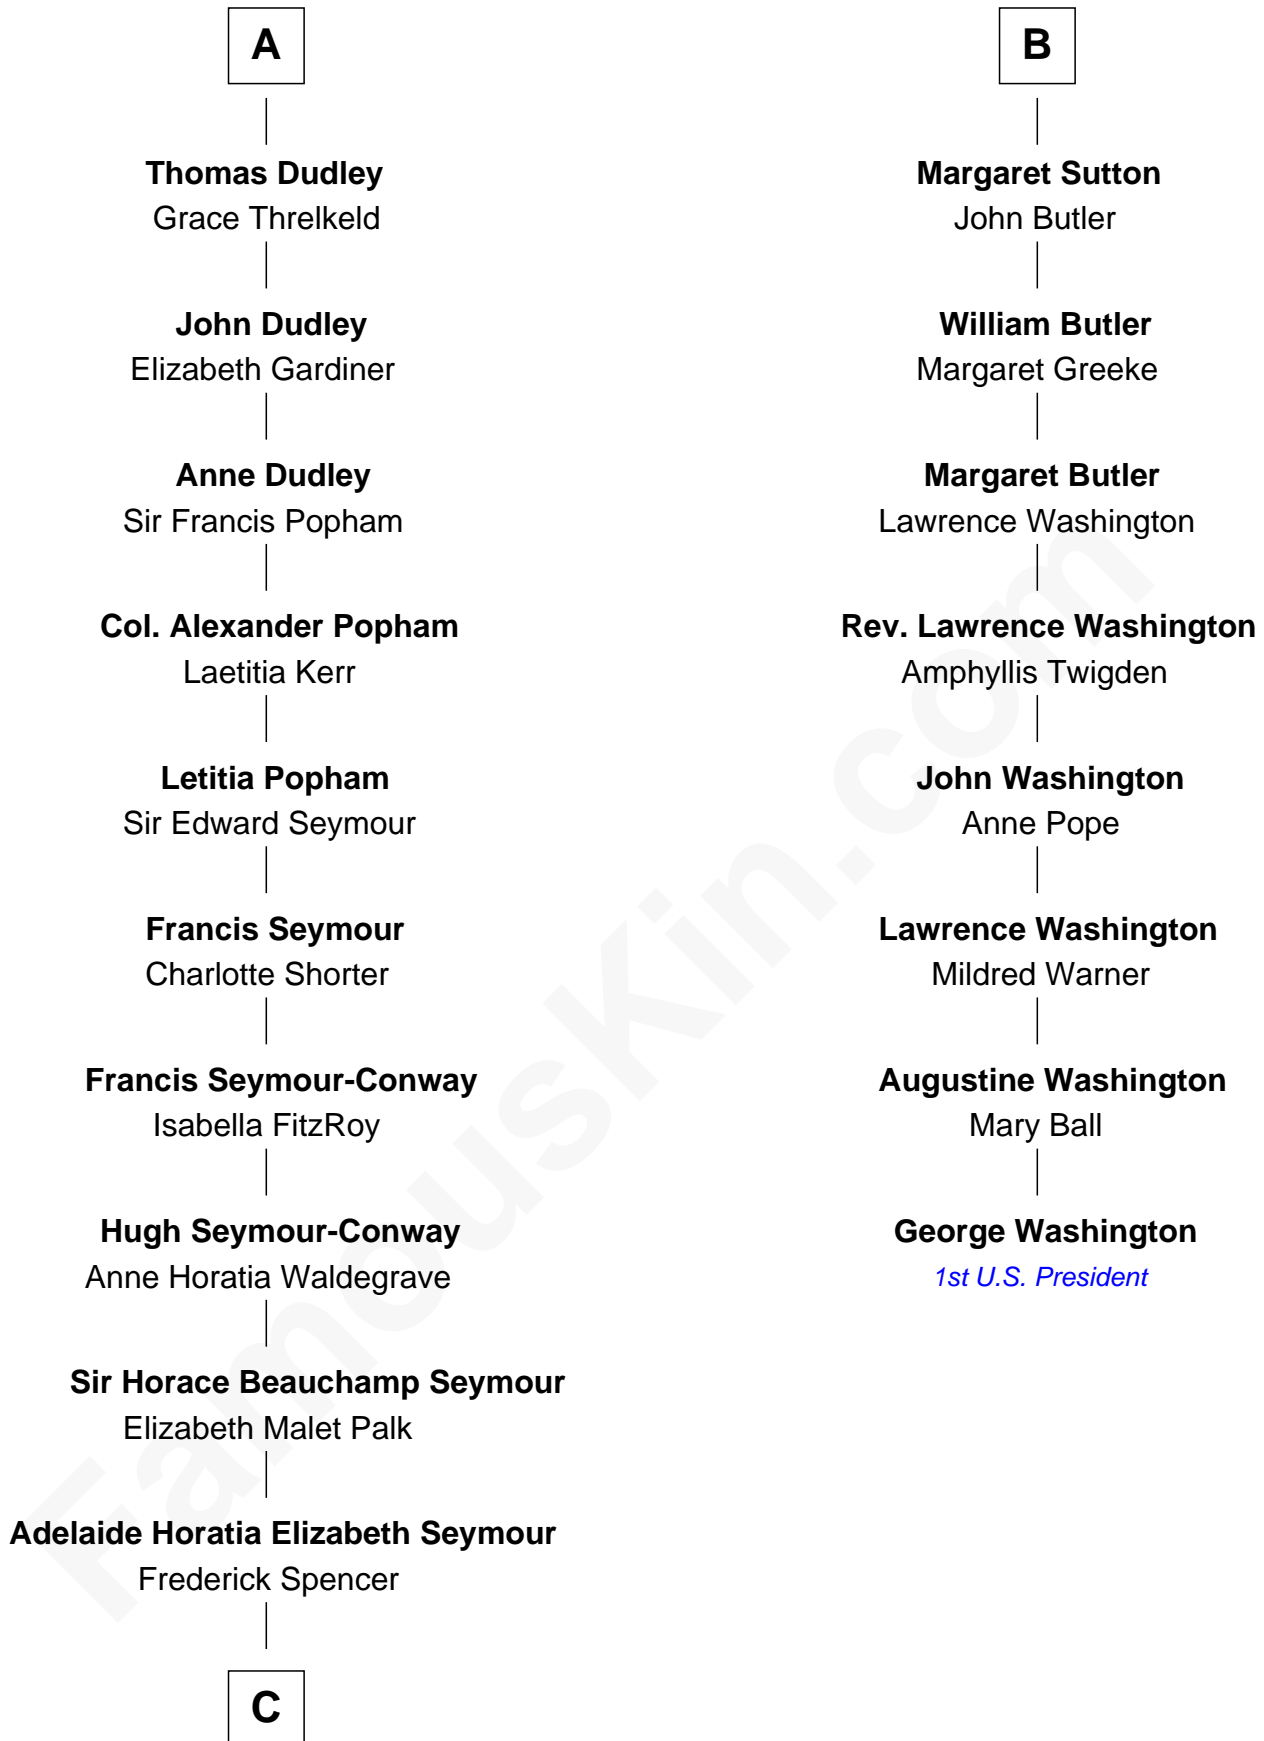 A
Thomas Dudley
Grace Threlkeld
John Dudley
Elizabeth Gardiner
Anne Dudley
Sir Francis Popham
Col. Alexander Popham
Laetitia Kerr
Letitia Popham
Sir Edward Seymour
Francis Seymour
Charlotte Shorter
Francis Seymour-Conway
Isabella FitzRoy
Hugh Seymour-Conway
Anne Horatia Waldegrave
Sir Horace Beauchamp Seymour
Elizabeth Malet Palk
Adelaide Horatia Elizabeth Seymour
Frederick Spencer
C
B
Margaret Sutton
John Butler
William Butler
Margaret Greeke
Margaret Butler
Lawrence Washington
Rev. Lawrence Washington
Amphyllis Twigden
John Washington
Anne Pope
Lawrence Washington
Mildred Warner
Augustine Washington
Mary Ball
George Washington
1st U.S. President
FamousKin.com